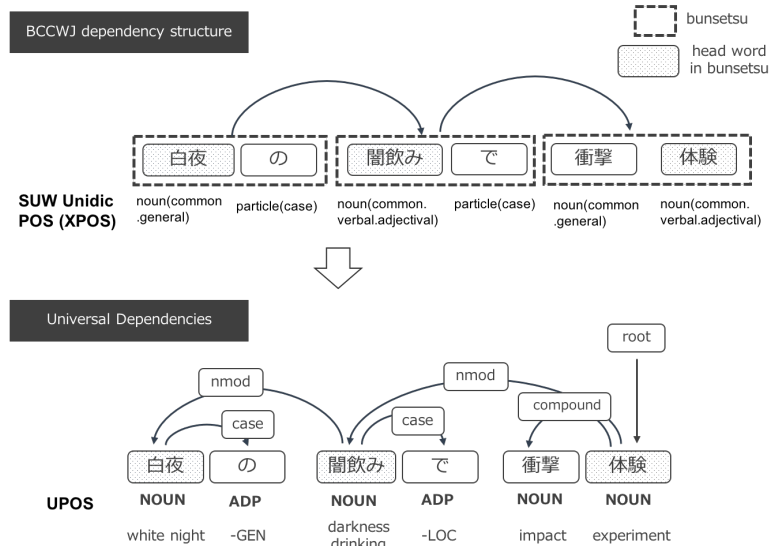 BCCWJ dependency structure
bunsetsu
head word
in bunsetsu
白夜 の 闇飲み で 衝撃 体験
SUW Unidic
POS (XPOS)
noun(common
.general)
particle(case)
noun(common.
verbal.adjectival)
particle(case)
noun(common
.general)
noun(common.
verbal.adjectival)
Universal Dependencies
root
nmod
nmod
case
case
compound
白夜 の 闇飲み で 衝撃 体験
UPOS
NOUN ADP NOUN ADP NOUN NOUN
white night -GEN
darkness
drinking
-LOC impact experiment